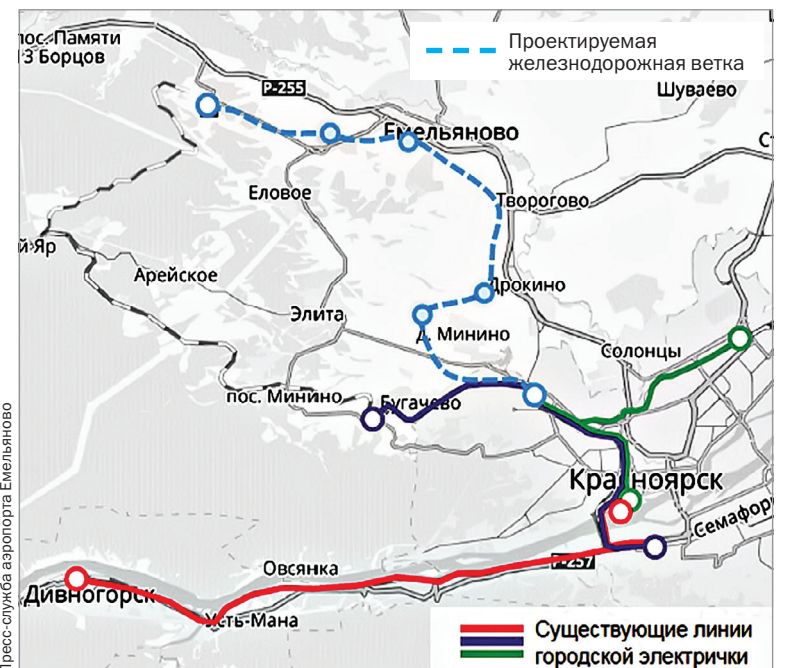 пос. Памяти
13 Борцов
Проектируемая
железнодорожная ветка
Р-255
Шуваево
Емельяново
Еловое
Творогово
й Яр
Арейское
Дрокино
Элита
д. Минино
Солонцы
пос. Минино
Бугачево
Красноярск
Семафорн
Овсянка
Р-257
Дивногорск
Усть-Мана
Существующие линии
городской электрички
Пресс-служба аэропорта Емельяново